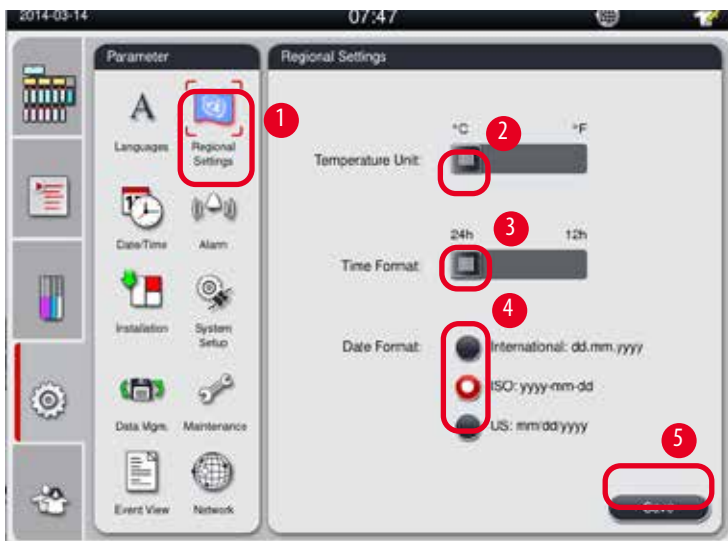 2014-03-14
07:47
Parameter
Languages
Regional Settings
Date/Time
Alarm
Installation
System Setup
Data Mgm.
Maintenance
Event View
Network
Regional Settings
°C
°F
Temperature Unit:
24h
12h
Time Format:
Date Format:
International: dd.mm.yyyy
ISO: yyyy-mm-dd
US: mm/dd/yyyy
Save
1
2
3
4
5
A